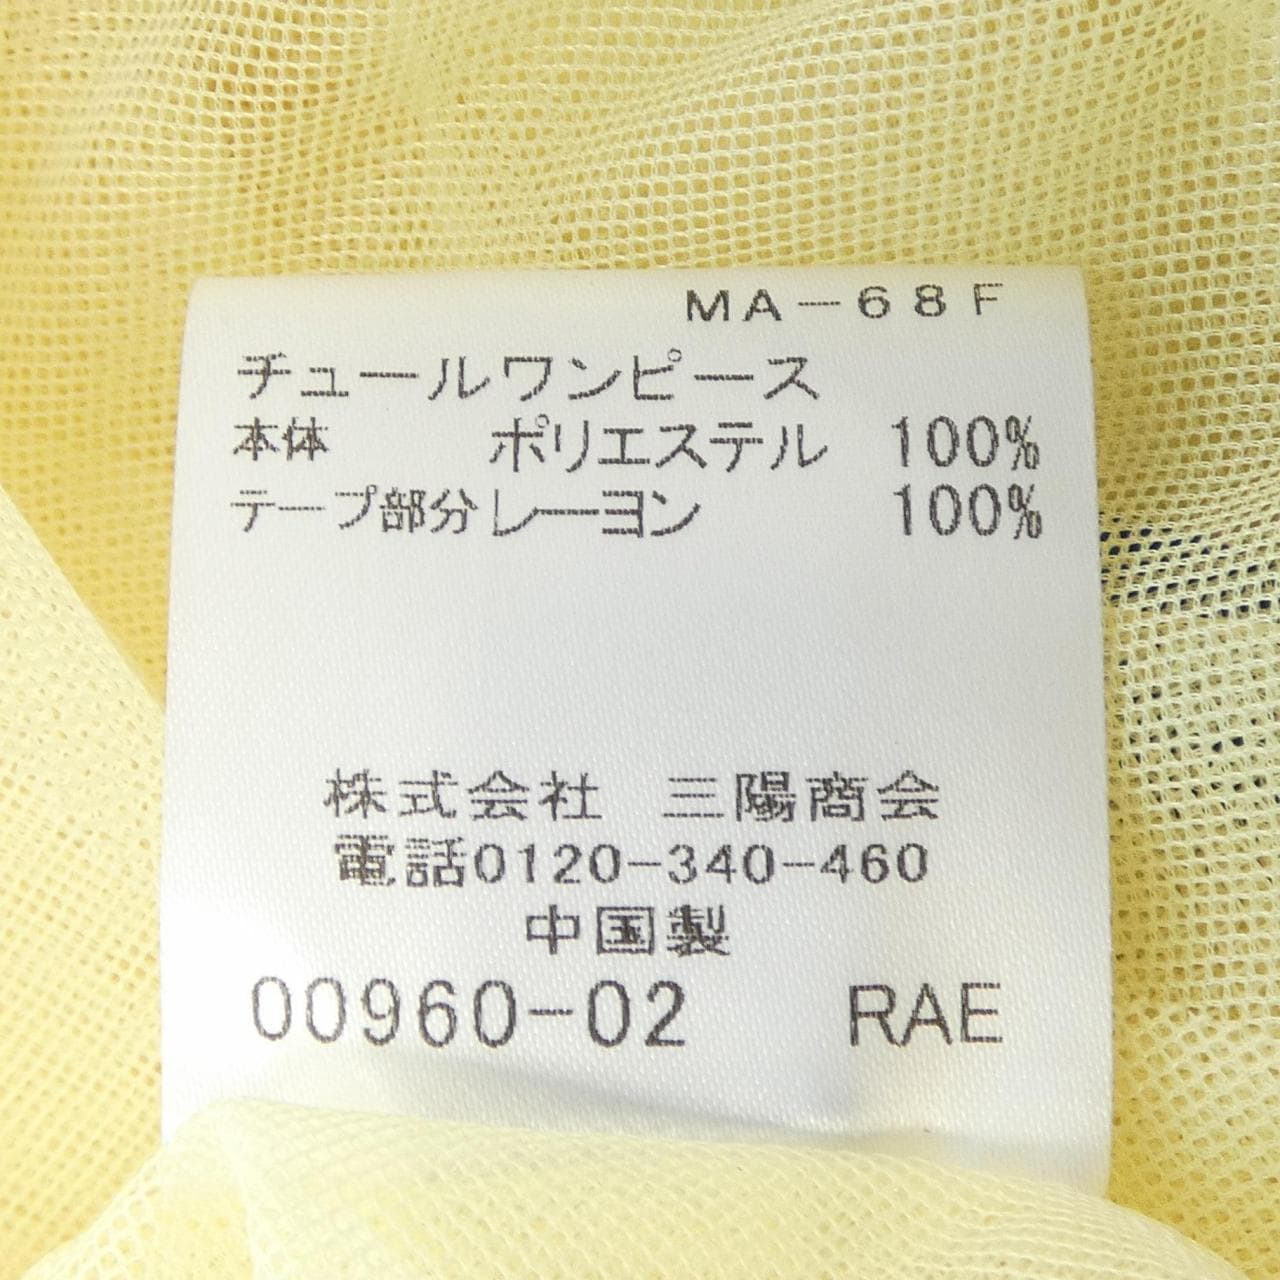 MA-68F
チュールワンピース
本体 ポリエステル 100%
テープ部分レーヨン 100%
株式会社 三陽商会
電話0120-340-460
中国製
00960-02 RAE